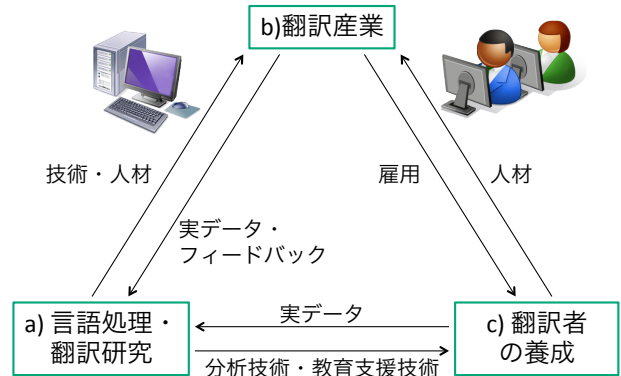 b)翻訳産業
技術・人材
雇用
人材
実データ・
フィードバック
a) 言語処理・
翻訳研究
実データ
分析技術・教育支援技術
c) 翻訳者
の養成